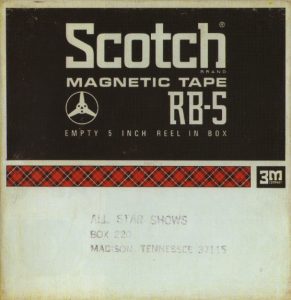 Scotch®
BRAND
MAGNETIC TAPE
RB-5
EMPTY 5 INCH REEL IN BOX
3M
COMPANY
ALL STAR SHOWS
BOX 220
MADISON, TENNESSEE 37115